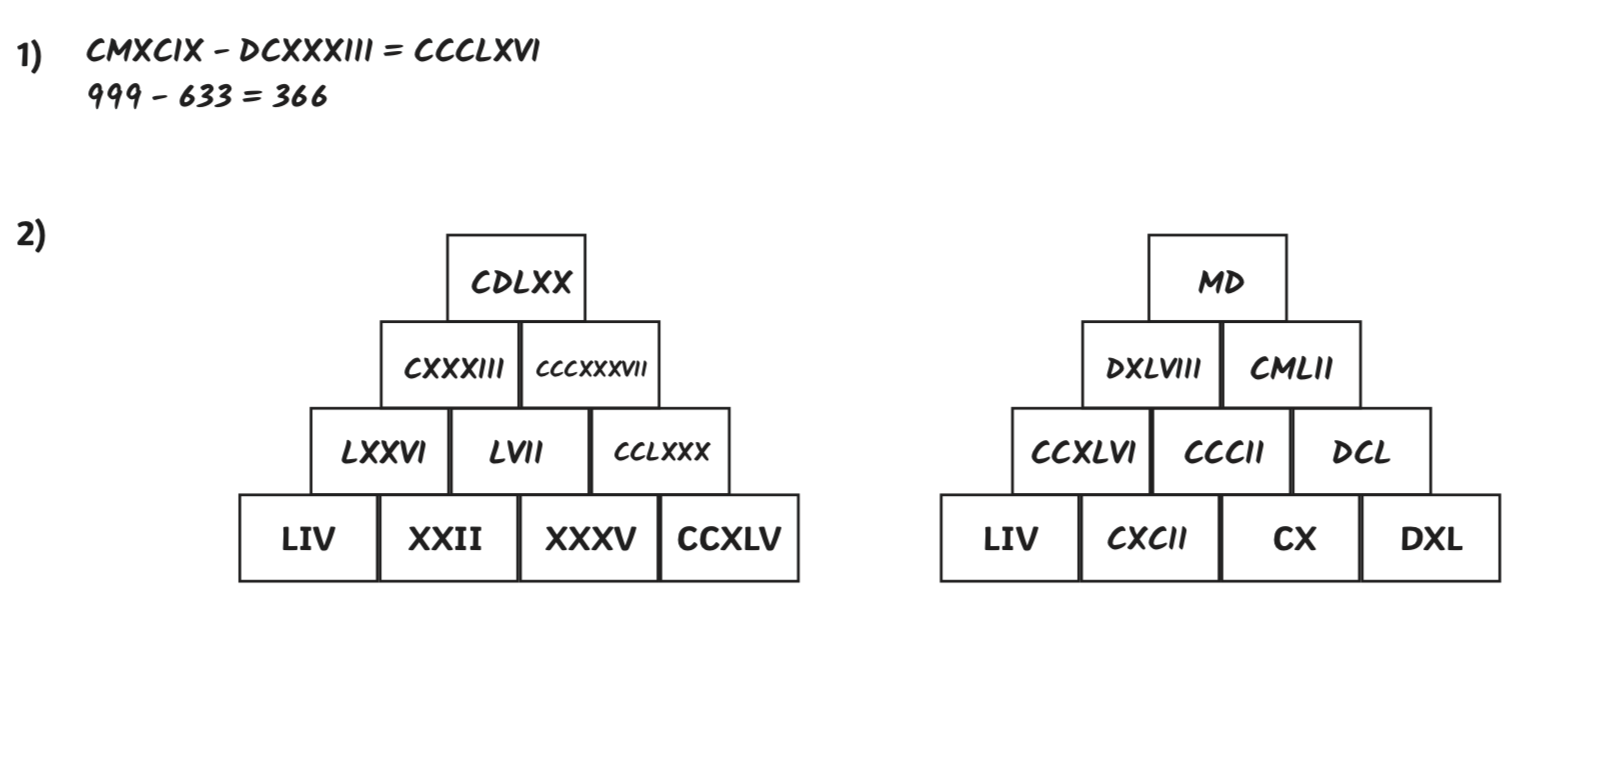 1) CMXCIX - DCXXXIII = CCCLXVI
999 - 633 = 366
2)
CDLXX
CXXXIII CCCXXXVII
LXXVI LVII CCLXXX
LIV XXII XXXV CCXLV
MD
DXLVIII CMLII
CCXLVI CCCII DCL
LIV CXCII CX DXL